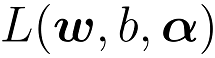 L(𝒘, b, 𝜶)